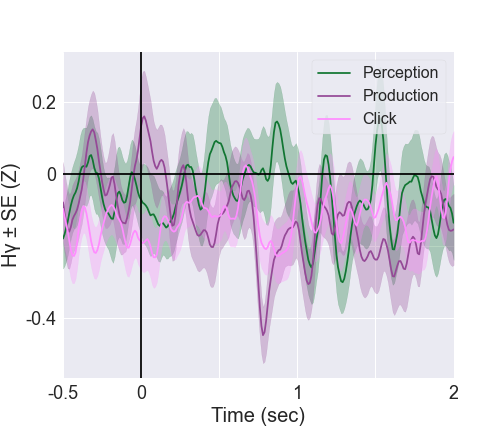 Perception
Production
Click
0.2
0
-0.4
Hγ ± SE (Z)
-0.5
0
1
2
Time (sec)